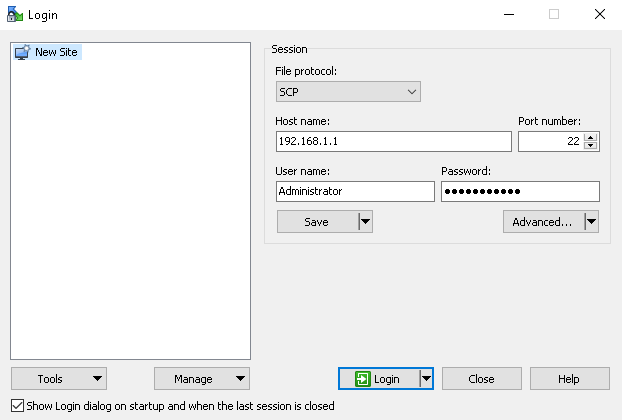 Login
New Site
Session
File protocol:
SCP
Host name:
Port number:
192.168.1.1
22
User name:
Password:
Administrator
●●●●●●●●●●●
Save
Advanced...
Tools
Manage
Login
Close
Help
Show Login dialog on startup and when the last session is closed